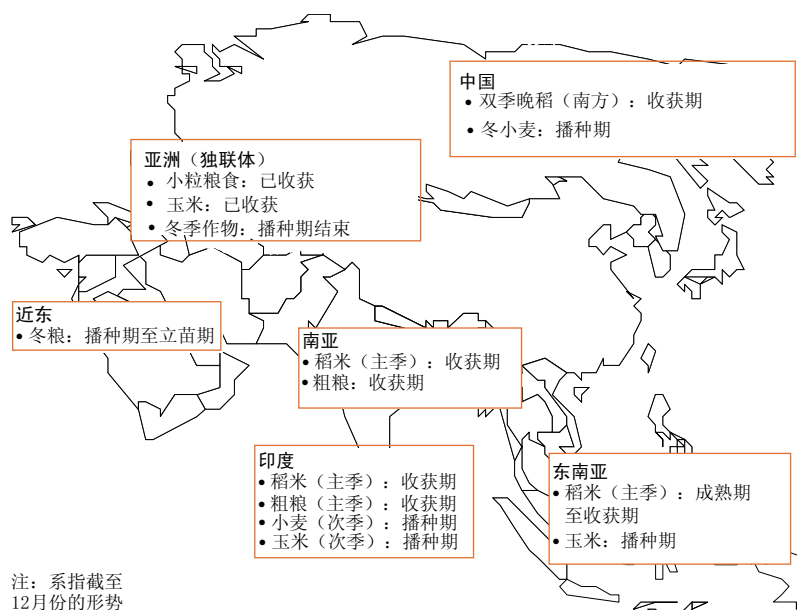 中国
• 双季晚稻（南方）：收获期
• 冬小麦：播种期
亚洲（独联体）
• 小粒粮食：已收获
• 玉米：已收获
• 冬季作物：播种期结束
近东
• 冬粮：播种期至立苗期
南亚
• 稻米（主季）：收获期
• 粗粮：收获期
印度
• 稻米（主季）：收获期
• 粗粮（主季）：收获期
• 小麦（次季）：播种期
• 玉米（次季）：播种期
东南亚
• 稻米（主季）：成熟期
至收获期
• 玉米：播种期
注：系指截至
12月份的形势